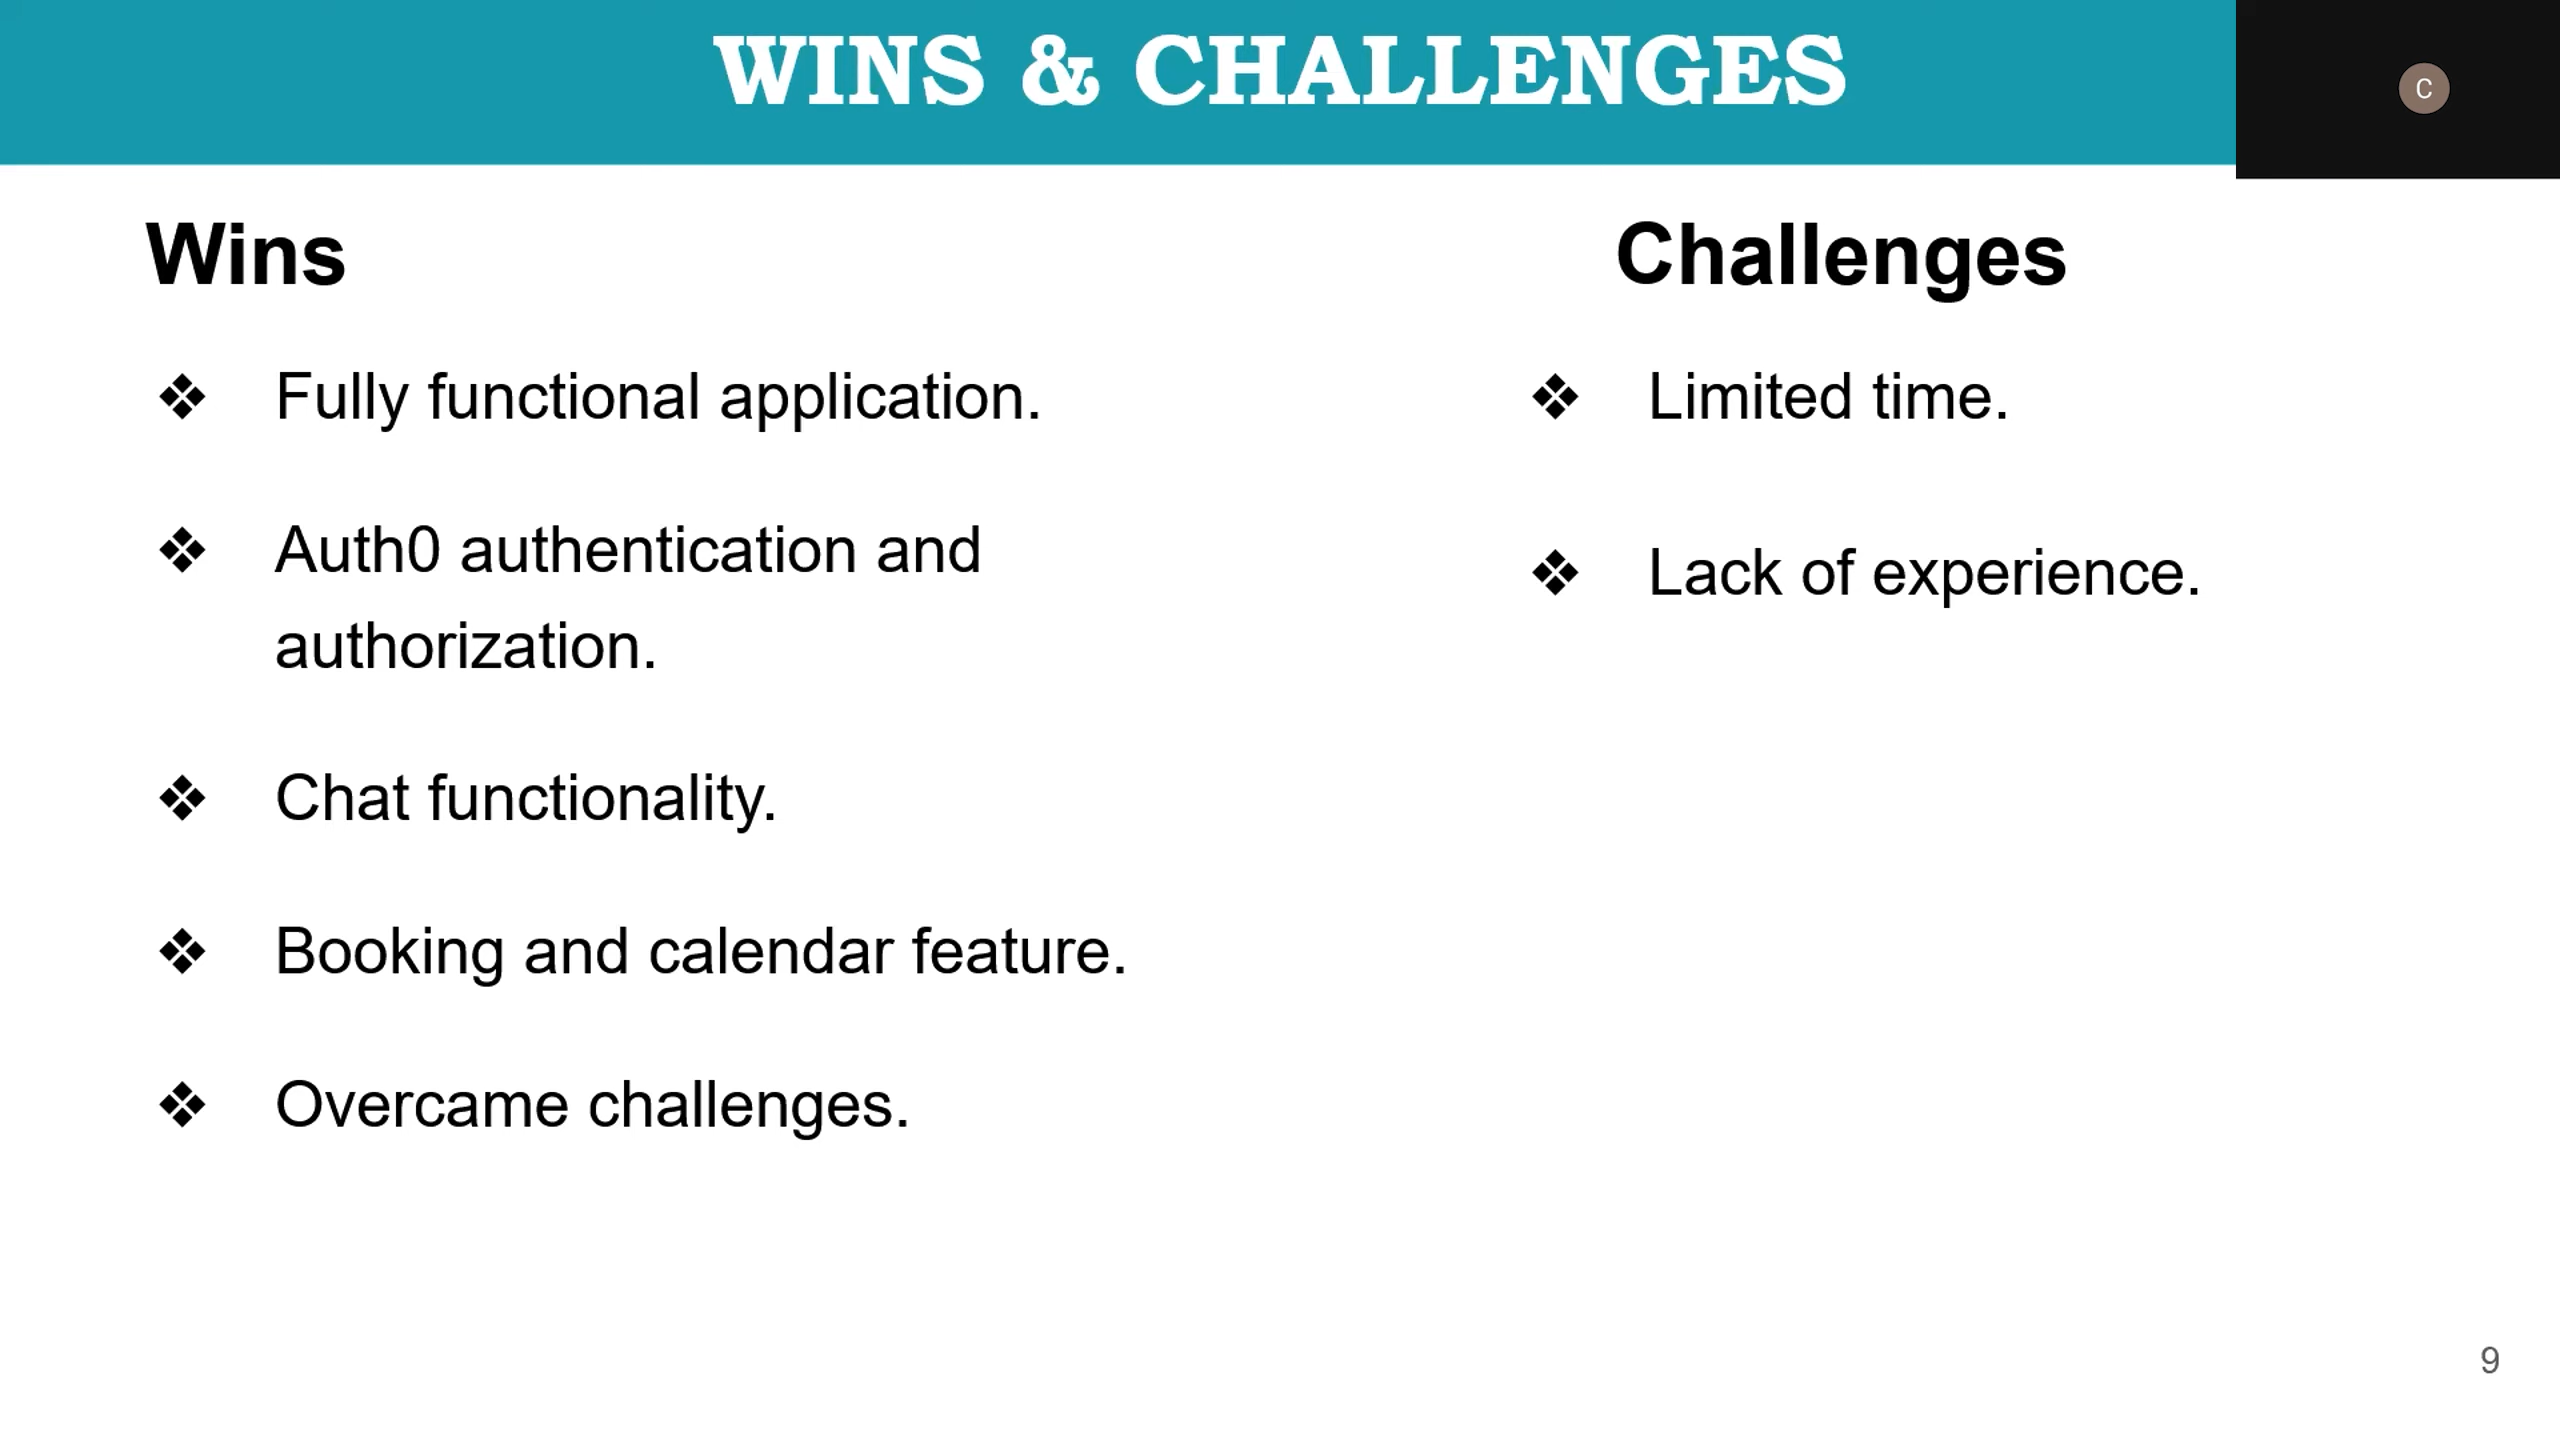 WINS & CHALLENGES
C
Wins
❖ Fully functional application.
❖ Auth0 authentication and
authorization.
❖ Chat functionality.
❖ Booking and calendar feature.
❖ Overcame challenges.
Challenges
❖ Limited time.
❖ Lack of experience.
9